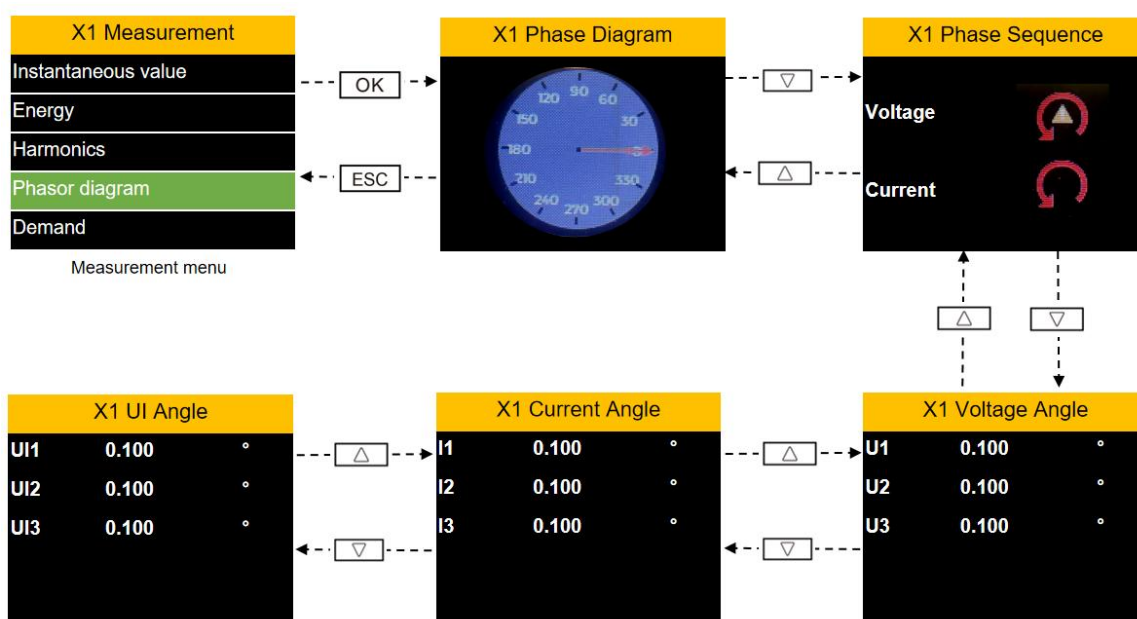 X1 Measurement
Instantaneous value
Energy
Harmonics
Phasor diagram
Demand
Measurement menu
OK
ESC
X1 Phase Diagram
90
120 60
150 30
180 0
210 330
240 300
270
X1 Phase Sequence
Voltage
Current
X1 UI Angle
UI1 0.100 °
UI2 0.100 °
UI3 0.100 °
X1 Current Angle
I1 0.100 °
I2 0.100 °
I3 0.100 °
X1 Voltage Angle
U1 0.100 °
U2 0.100 °
U3 0.100 °